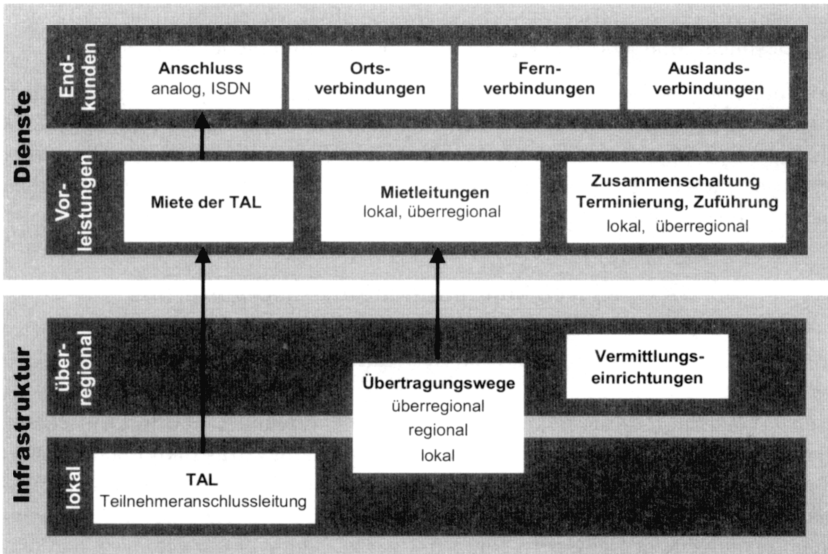 Dienste
End-
kunden
Anschluss
analog, ISDN
Orts-
verbindungen
Fern-
verbindungen
Auslands-
verbindungen
Vor-
leistungen
Miete der TAL
Mietleitungen
lokal, überregional
Zusammenschaltung
Terminierung, Zuführung
lokal, überregional
Infrastruktur
über-
regional
Übertragungswege
überregional
regional
lokal
Vermittlungs-
einrichtungen
lokal
TAL
Teilnehmeranschlussleitung